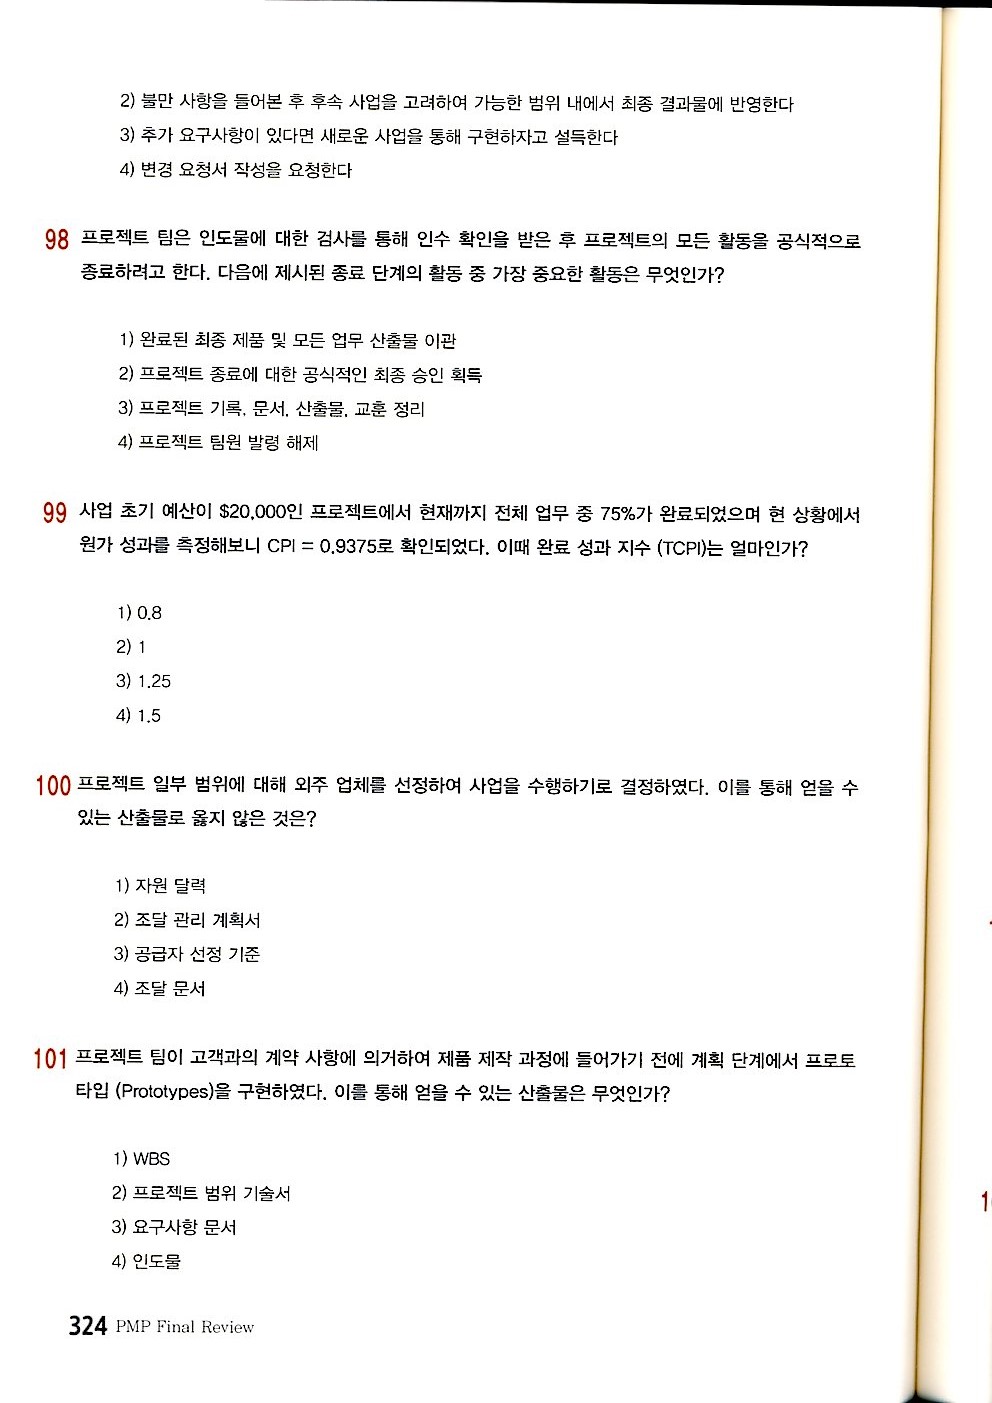 2) 불만 사항을 들어본 후 후속 사업을 고려하여 가능한 범위 내에서 최종 결과물에 반영한다
3) 추가 요구사항이 있다면 새로운 사업을 통해 구현하자고 설득한다
4) 변경 요청서 작성을 요청한다
98 프로젝트 팀은 인도물에 대한 검사를 통해 인수 확인을 받은 후 프로젝트의 모든 활동을 공식적으로
종료하려고 한다. 다음에 제시된 종료 단계의 활동 중 가장 중요한 활동은 무엇인가?
1) 완료된 최종 제품 및 모든 업무 산출물 이관
2) 프로젝트 종료에 대한 공식적인 최종 승인 획득
3) 프로젝트 기록, 문서, 산출물, 교훈 정리
4) 프로젝트 팀원 발령 해제
99 사업 초기 예산이 $20,000인 프로젝트에서 현재까지 전체 업무 중 75%가 완료되었으며 현 상황에서
원가 성과를 측정해보니 CPI = 0.9375로 확인되었다. 이때 완료 성과 지수 (TCPI)는 얼마인가?
1) 0.8
2) 1
3) 1.25
4) 1.5
100 프로젝트 일부 범위에 대해 외주 업체를 선정하여 사업을 수행하기로 결정하였다. 이를 통해 얻을 수
있는 산출물로 옳지 않은 것은?
1) 자원 달력
2) 조달 관리 계획서
3) 공급자 선정 기준
4) 조달 문서
101 프로젝트 팀이 고객과의 계약 사항에 의거하여 제품 제작 과정에 들어가기 전에 계획 단계에서 프로토
타입 (Prototypes)을 구현하였다. 이를 통해 얻을 수 있는 산출물은 무엇인가?
1) WBS
2) 프로젝트 범위 기술서
3) 요구사항 문서
4) 인도물
324 PMP Final Review